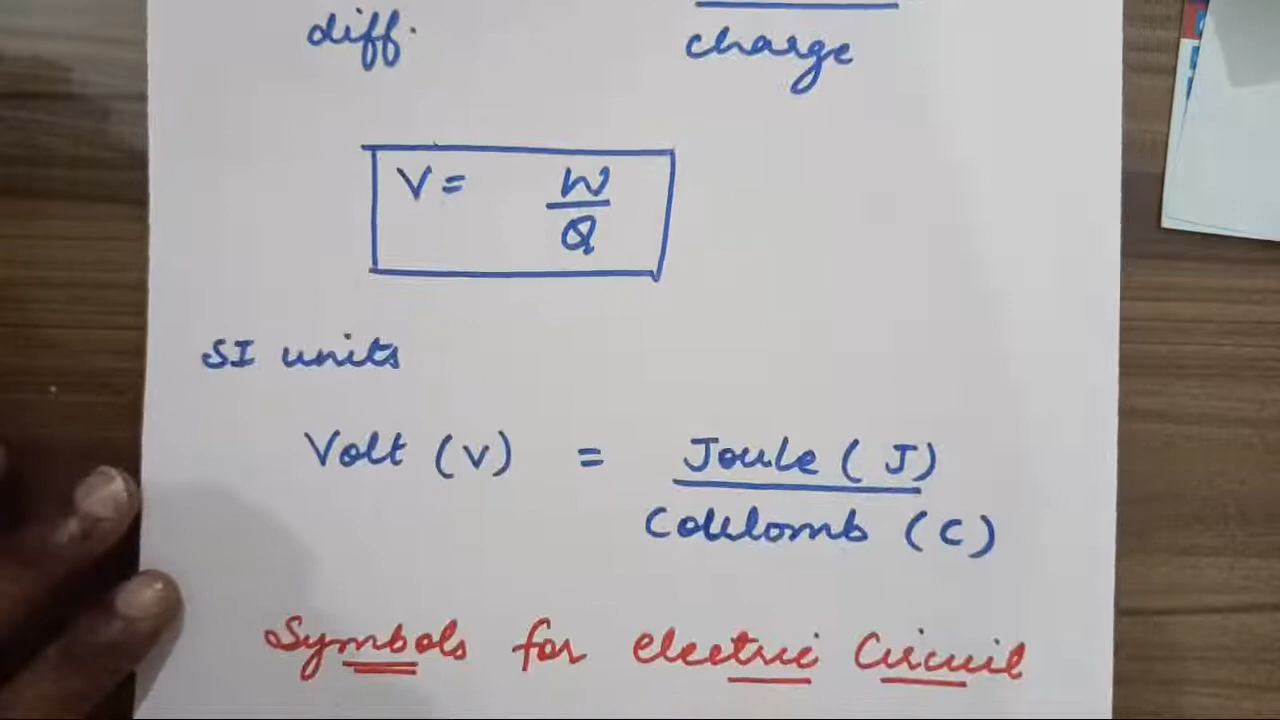 diff. charge
V = W
Q
SI units
Volt (V) = Joule (J)
Coulomb (C)
Symbols for electric Circuit